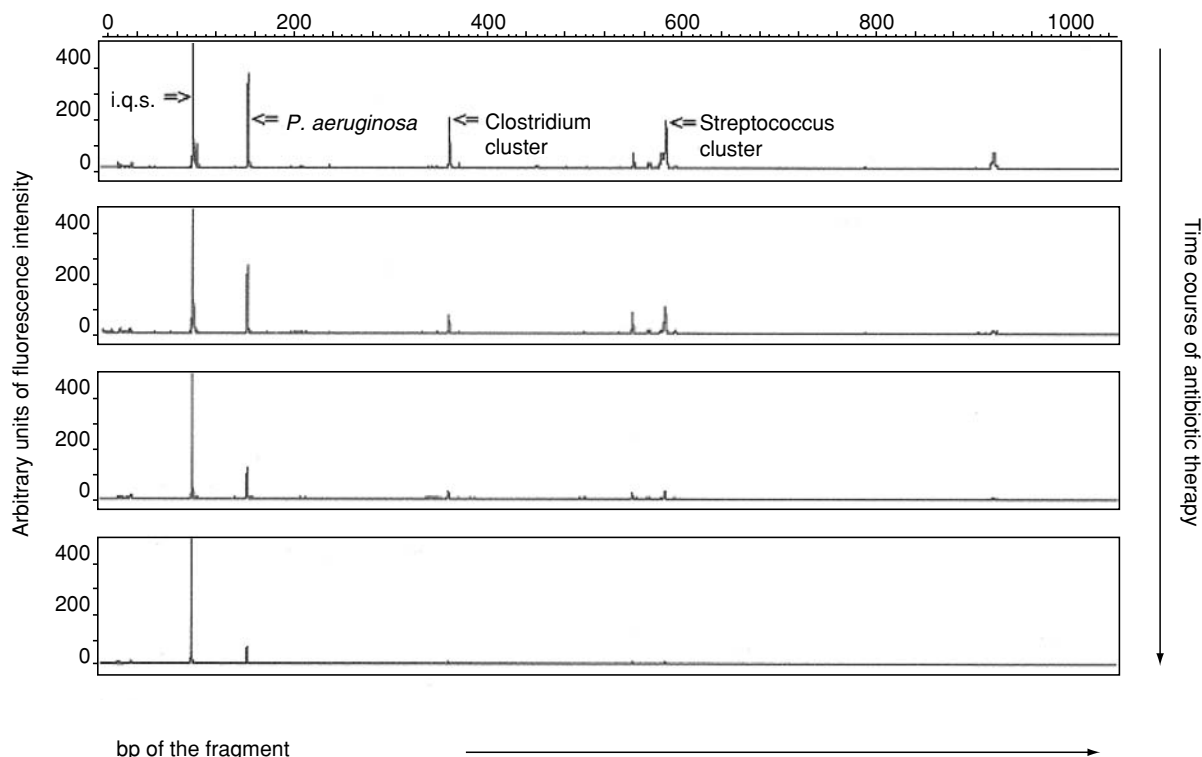 0 200 400 600 800 1000
400
200
0
i.q.s.
P. aeruginosa
Clostridium
cluster
Streptococcus
cluster
400
200
0
400
200
0
400
200
0
Arbitrary units of fluorescence intensity
Time course of antibiotic therapy
bp of the fragment